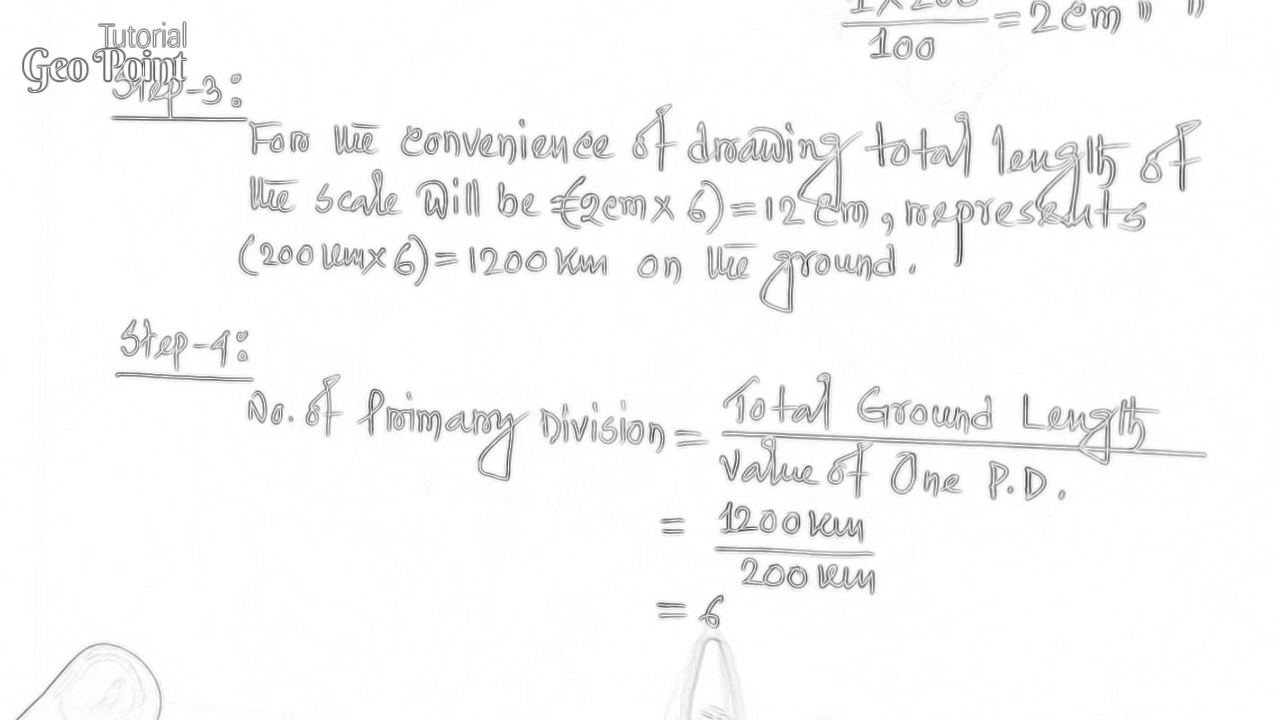 Tutorial
Geo Point
= 2 cm " "
100
Step-3:
For the convenience of drawing total length of
the scale will be (2cm x 6) = 12 cm, represents
(200 km x 6) = 1200 km on the ground.
Step-4:
No. of Primary Division = Total Ground Length
Value of One P.D.
= 1200 km
200 km
= 6